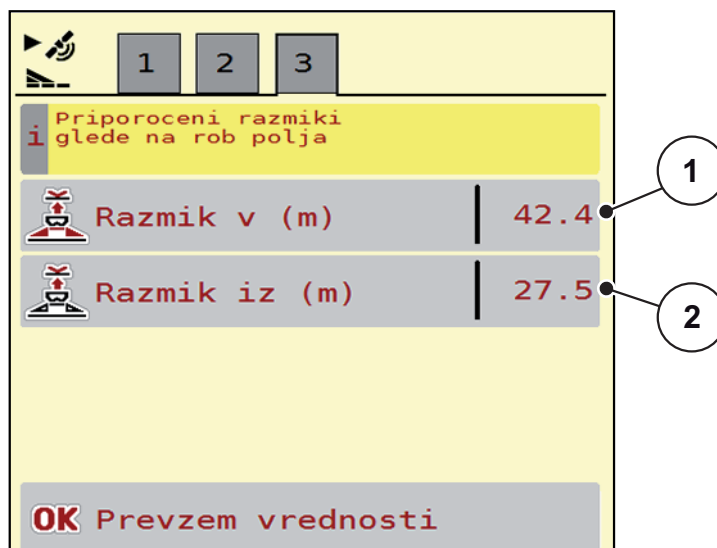 1 2 3
i Priporoceni razmiki
glede na rob polja
Razmik v (m) 42.4
1
Razmik iz (m) 27.5
2
OK Prevzem vrednosti